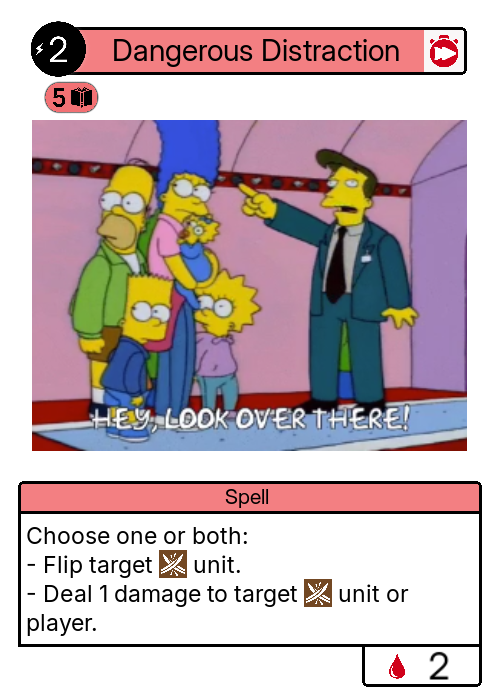 2 Dangerous Distraction
5
HEY, LOOK OVER THERE!
Spell
Choose one or both:
- Flip target unit.
- Deal 1 damage to target unit or
player.
2